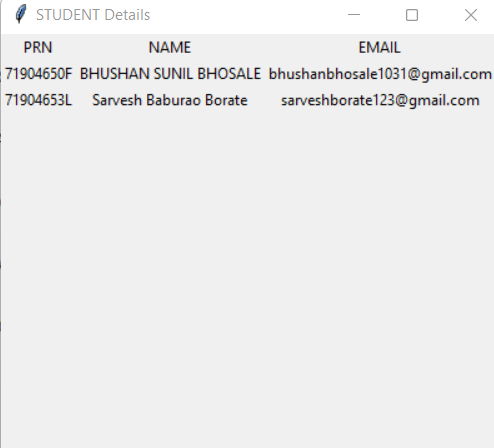 STUDENT Details
PRN NAME EMAIL
71904650F BHUSHAN SUNIL BHOSALE bhushanbhosale1031@gmail.com
71904653L Sarvesh Baburao Borate sarveshborate123@gmail.com